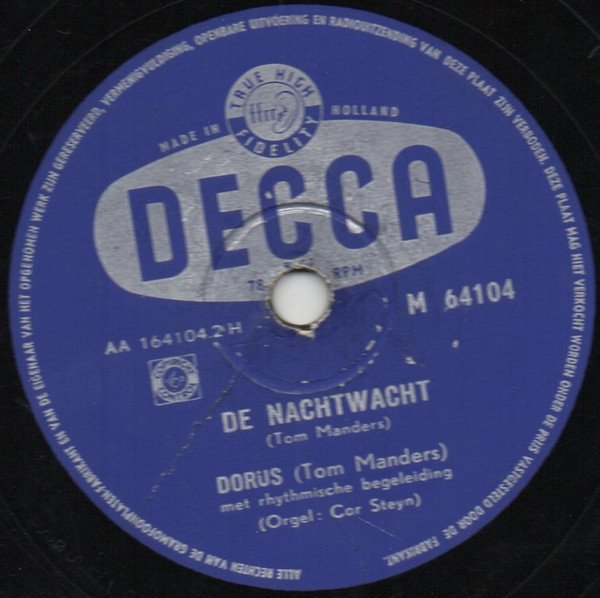 ALLE RECHTEN VAN DE GRAMOFOONPLATEN-FABRIKANT EN VAN DE EIGENAAR VAN HET OPGENOMEN WERK ZIJN GERESERVEERD, VERMENIGVULDIGING, OPENBARE UITVOERING EN RADIOUITZENDING VAN DEZE PLAAT ZIJN VERBODEN. DEZE PLAAT MAG NIET VERKOCHT WORDEN ONDER DE PRIJS VASTGESTELD DOOR DE FABRIKANT.
TRUE HIGH
ffrr
FIDELITY
MADE IN HOLLAND
DECCA
78 RPM
M 64104
AA 164104 2 H
DE NACHTWACHT
(Tom Manders)
DORUS (Tom Manders)
met rhythmische begeleiding
(Orgel: Cor Steyn)